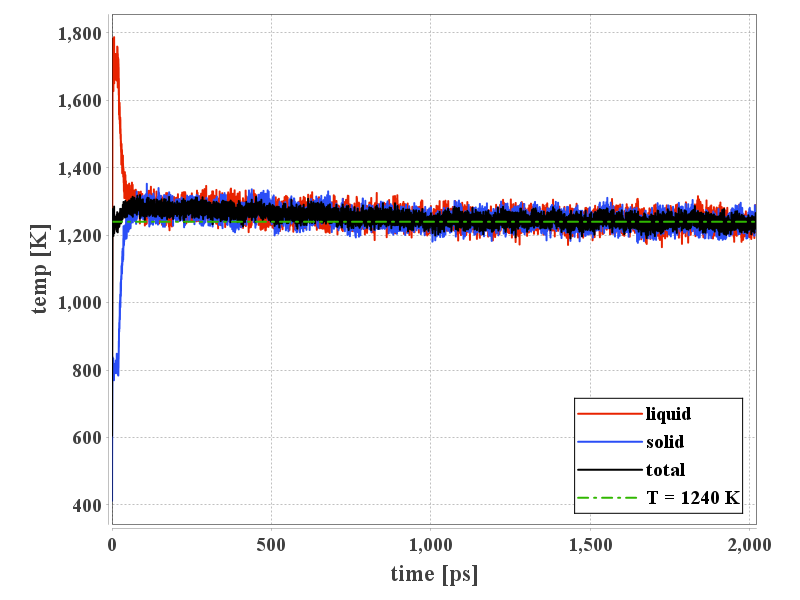 1,800
1,600
1,400
1,200
1,000
800
600
400
temp [K]
0
500
1,000
1,500
2,000
time [ps]
liquid
solid
total
T = 1240 K